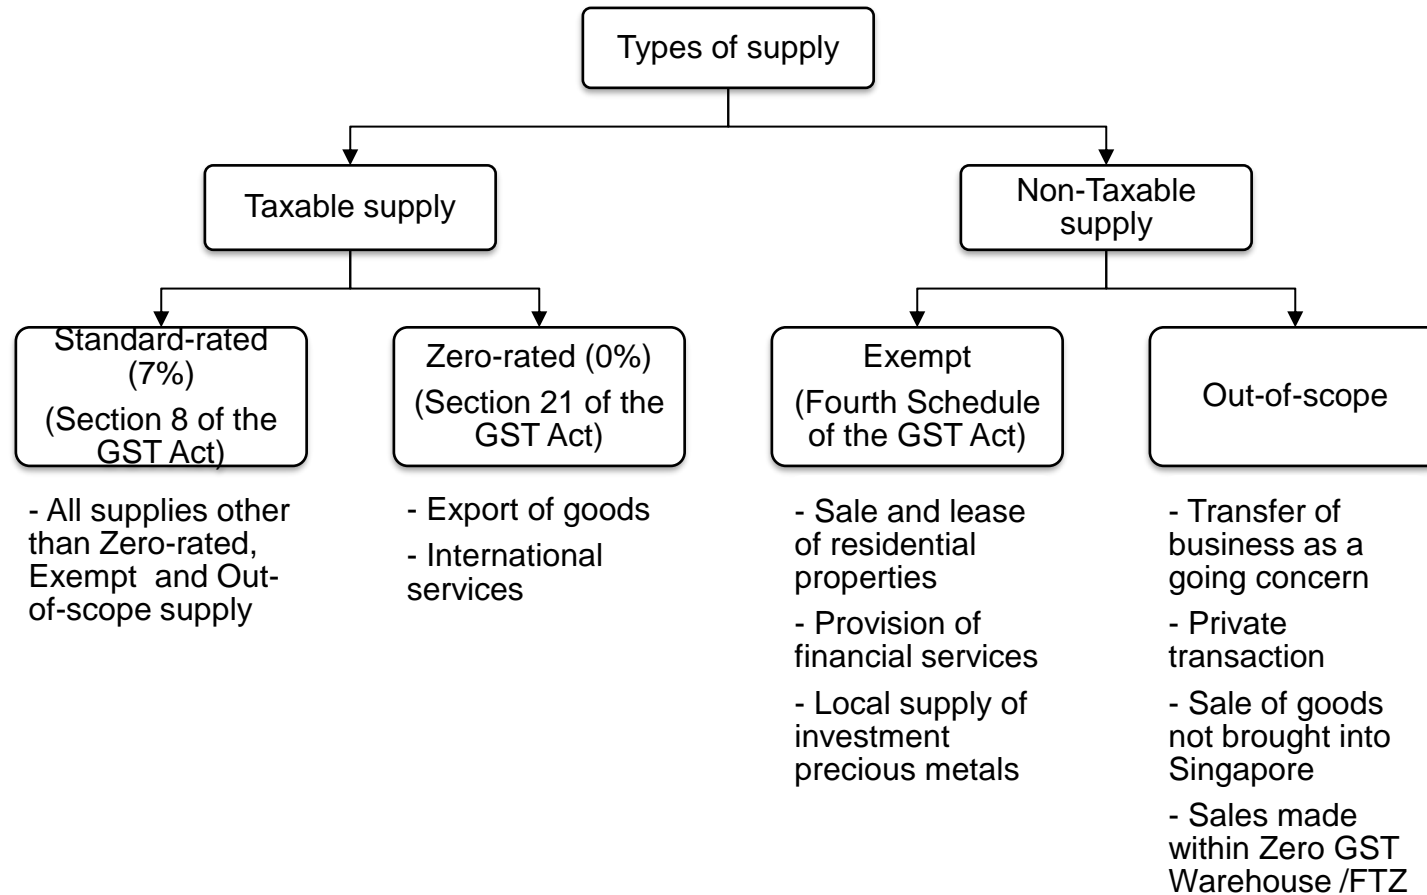 Types of supply
Taxable supply
Non-Taxable
supply
Standard-rated
(7%)
(Section 8 of the
GST Act)
Zero-rated (0%)
(Section 21 of the
GST Act)
Exempt
(Fourth Schedule
of the GST Act)
Out-of-scope
- All supplies other
than Zero-rated,
Exempt and Out-
of-scope supply
- Export of goods
- International
services
- Sale and lease
of residential
properties
- Provision of
financial services
- Local supply of
investment
precious metals
- Transfer of
business as a
going concern
- Private
transaction
- Sale of goods
not brought into
Singapore
- Sales made
within Zero GST
Warehouse /FTZ